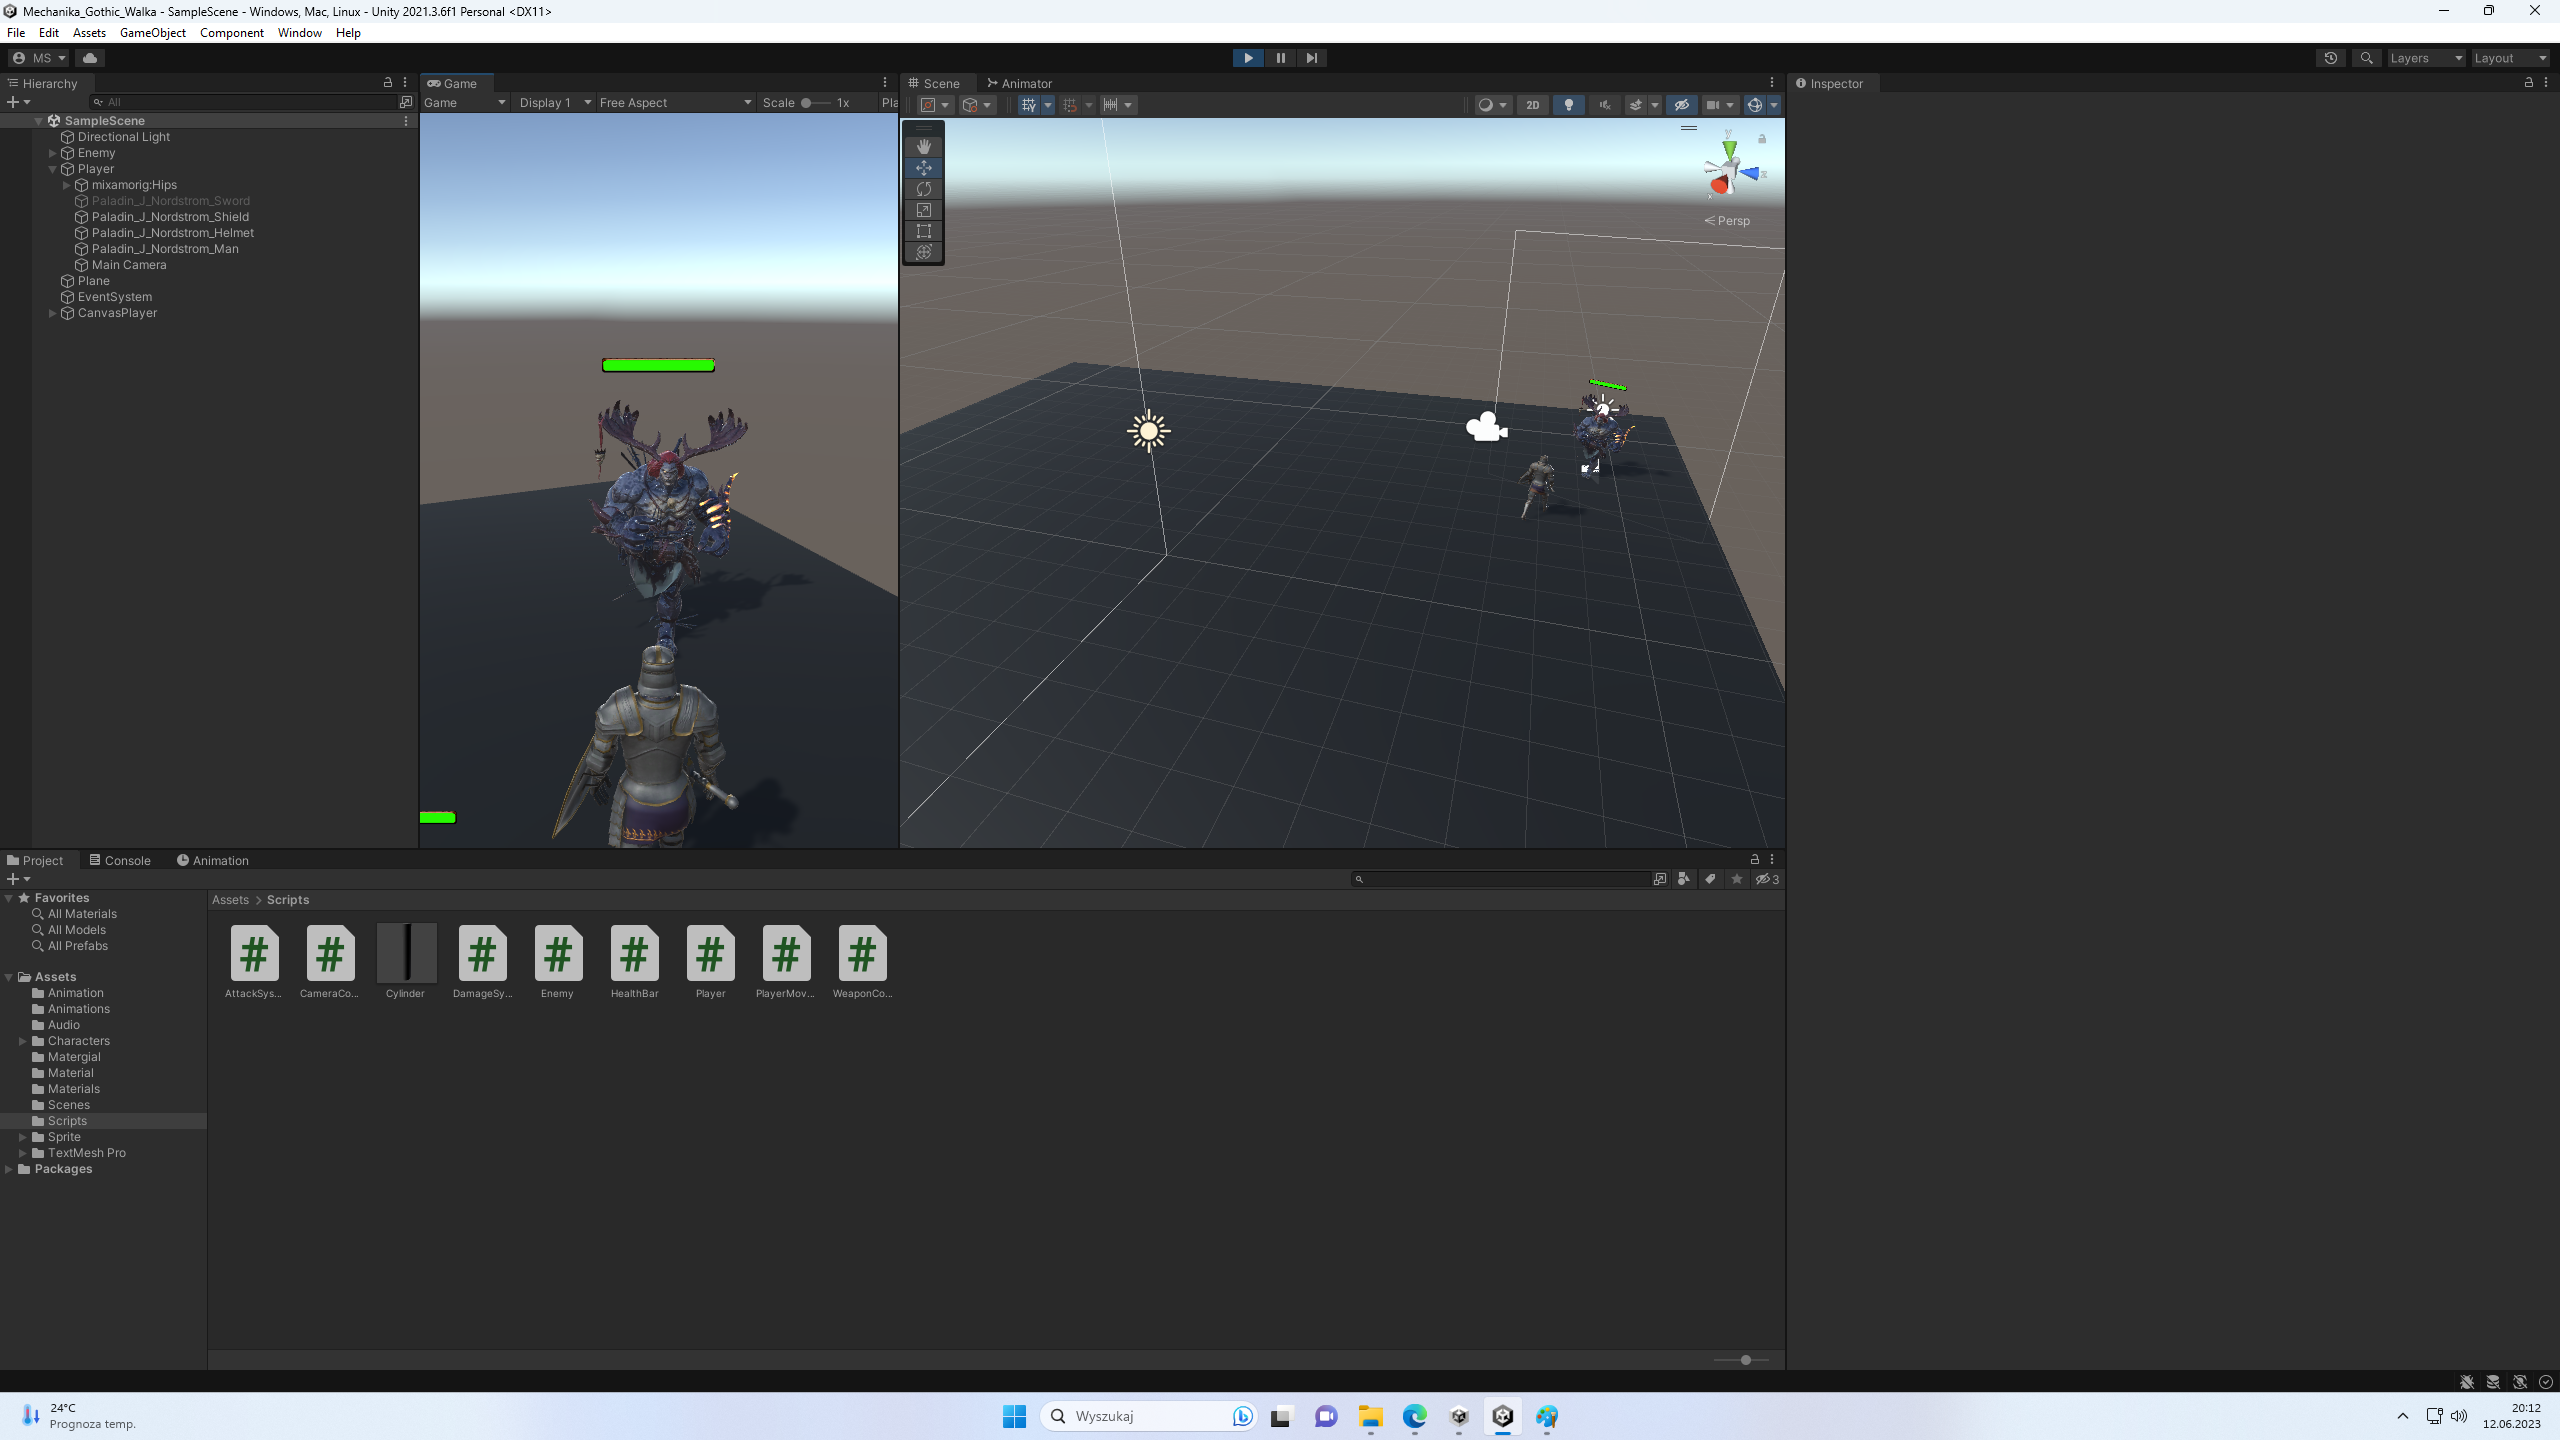 Mechanika_Gothic_Walka - SampleScene - Windows, Mac, Linux - Unity 2021.3.6f1 Personal <DX11>
File Edit Assets GameObject Component Window Help
MS
Layers
Layout
Hierarchy
All
SampleScene
Directional Light
Enemy
Player
mixamorig:Hips
Paladin_J_Nordstrom_Sword
Paladin_J_Nordstrom_Shield
Paladin_J_Nordstrom_Helmet
Paladin_J_Nordstrom_Man
Main Camera
Plane
EventSystem
CanvasPlayer
Game
Game Display 1 Free Aspect Scale 1x Pla
Scene Animator
2D
y
z
x
Persp
Inspector
Project Console Animation
3
Favorites
All Materials
All Models
All Prefabs
Assets
Animation
Animations
Audio
Characters
Matergial
Material
Materials
Scenes
Scripts
Sprite
TextMesh Pro
Packages
Assets > Scripts
AttackSys... CameraCo... Cylinder DamageSy... Enemy HealthBar Player PlayerMov... WeaponCo...
24°C
Prognoza temp.
Wyszukaj
20:12
12.06.2023